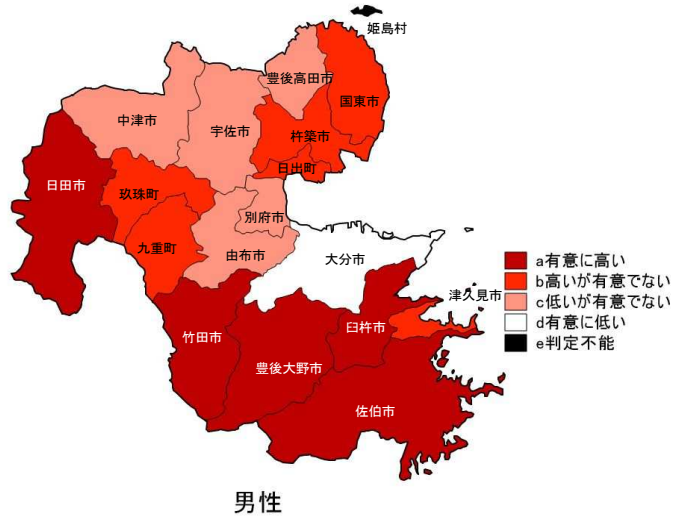 姫島村
豊後高田市
国東市
中津市
宇佐市
杵築市
日出町
日田市
玖珠町
別府市
九重町
由布市
大分市
津久見市
臼杵市
竹田市
豊後大野市
佐伯市
a有意に高い
b高いが有意でない
c低いが有意でない
d有意に低い
e判定不能
男性